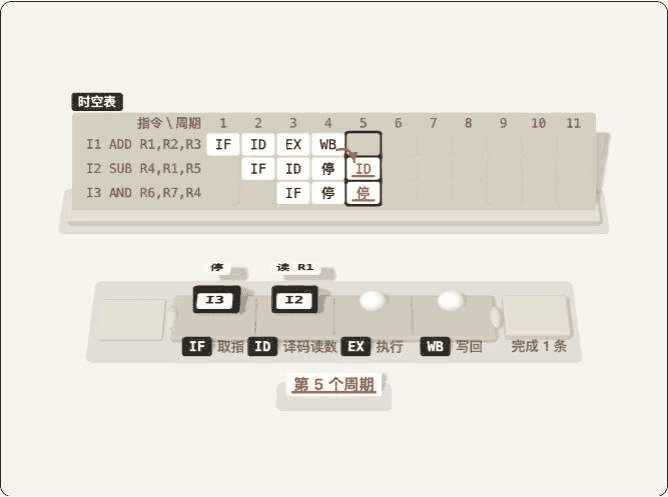 时空表
指令 \ 周期 1 2 3 4 5 6 7 8 9 10 11
I1 ADD R1,R2,R3 IF ID EX WB
I2 SUB R4,R1,R5 IF ID 停 ID
I3 AND R6,R7,R4 IF 停 停
停 读 R1
I3 I2
IF 取指 ID 译码读数 EX 执行 WB 写回 完成 1 条
第 5 个周期